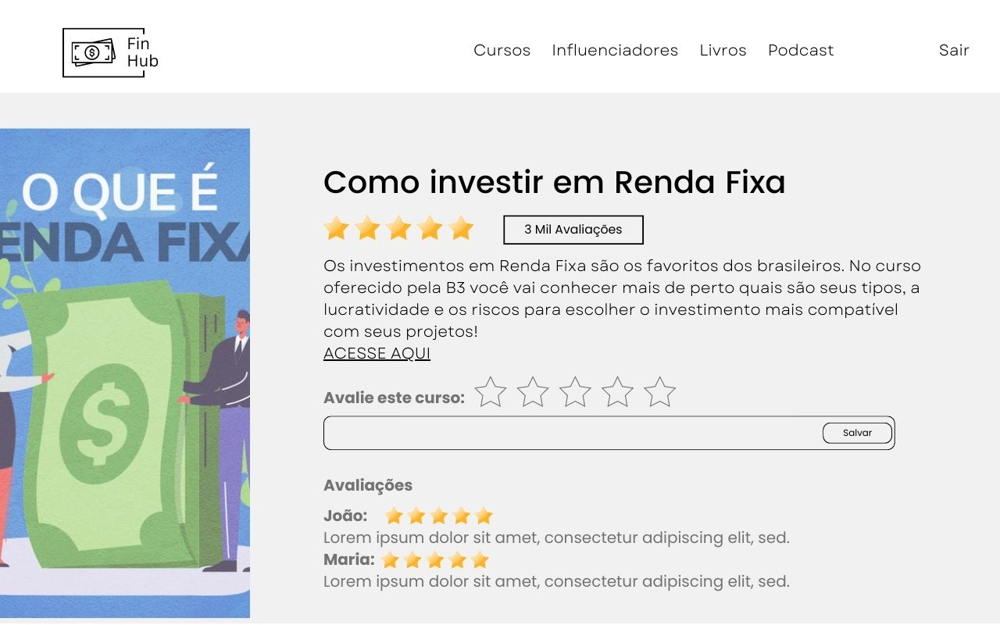 Fin
Hub
Cursos Influenciadores Livros Podcast Sair
O QUE É
ENDA FIXA
Como investir em Renda Fixa
3 Mil Avaliações
Os investimentos em Renda Fixa são os favoritos dos brasileiros. No curso
oferecido pela B3 você vai conhecer mais de perto quais são seus tipos, a
lucratividade e os riscos para escolher o investimento mais compatível
com seus projetos!
ACESSE AQUI
Avalie este curso:
Salvar
Avaliações
João:
Lorem ipsum dolor sit amet, consectetur adipiscing elit, sed.
Maria:
Lorem ipsum dolor sit amet, consectetur adipiscing elit, sed.